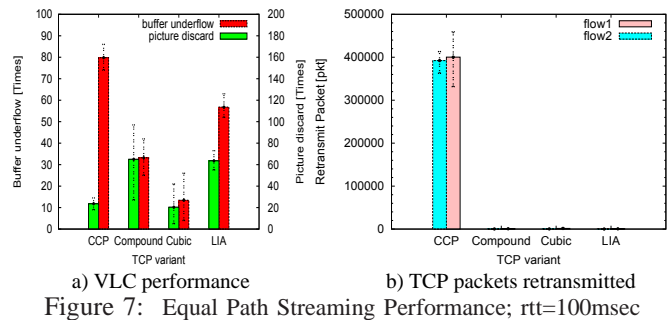 Buffer underflow [Times]
100
90
80
70
60
50
40
30
20
10
0
buffer underflow
picture discard
200
180
160
140
120
100
80
60
40
20
0
Picture discard [Times]
CCP Compound Cubic LIA
TCP variant
a) VLC performance
Retransmit Packet [pkt]
500000
400000
300000
200000
100000
0
flow1
flow2
CCP Compound Cubic LIA
TCP variant
b) TCP packets retransmitted
Figure 7: Equal Path Streaming Performance; rtt=100msec